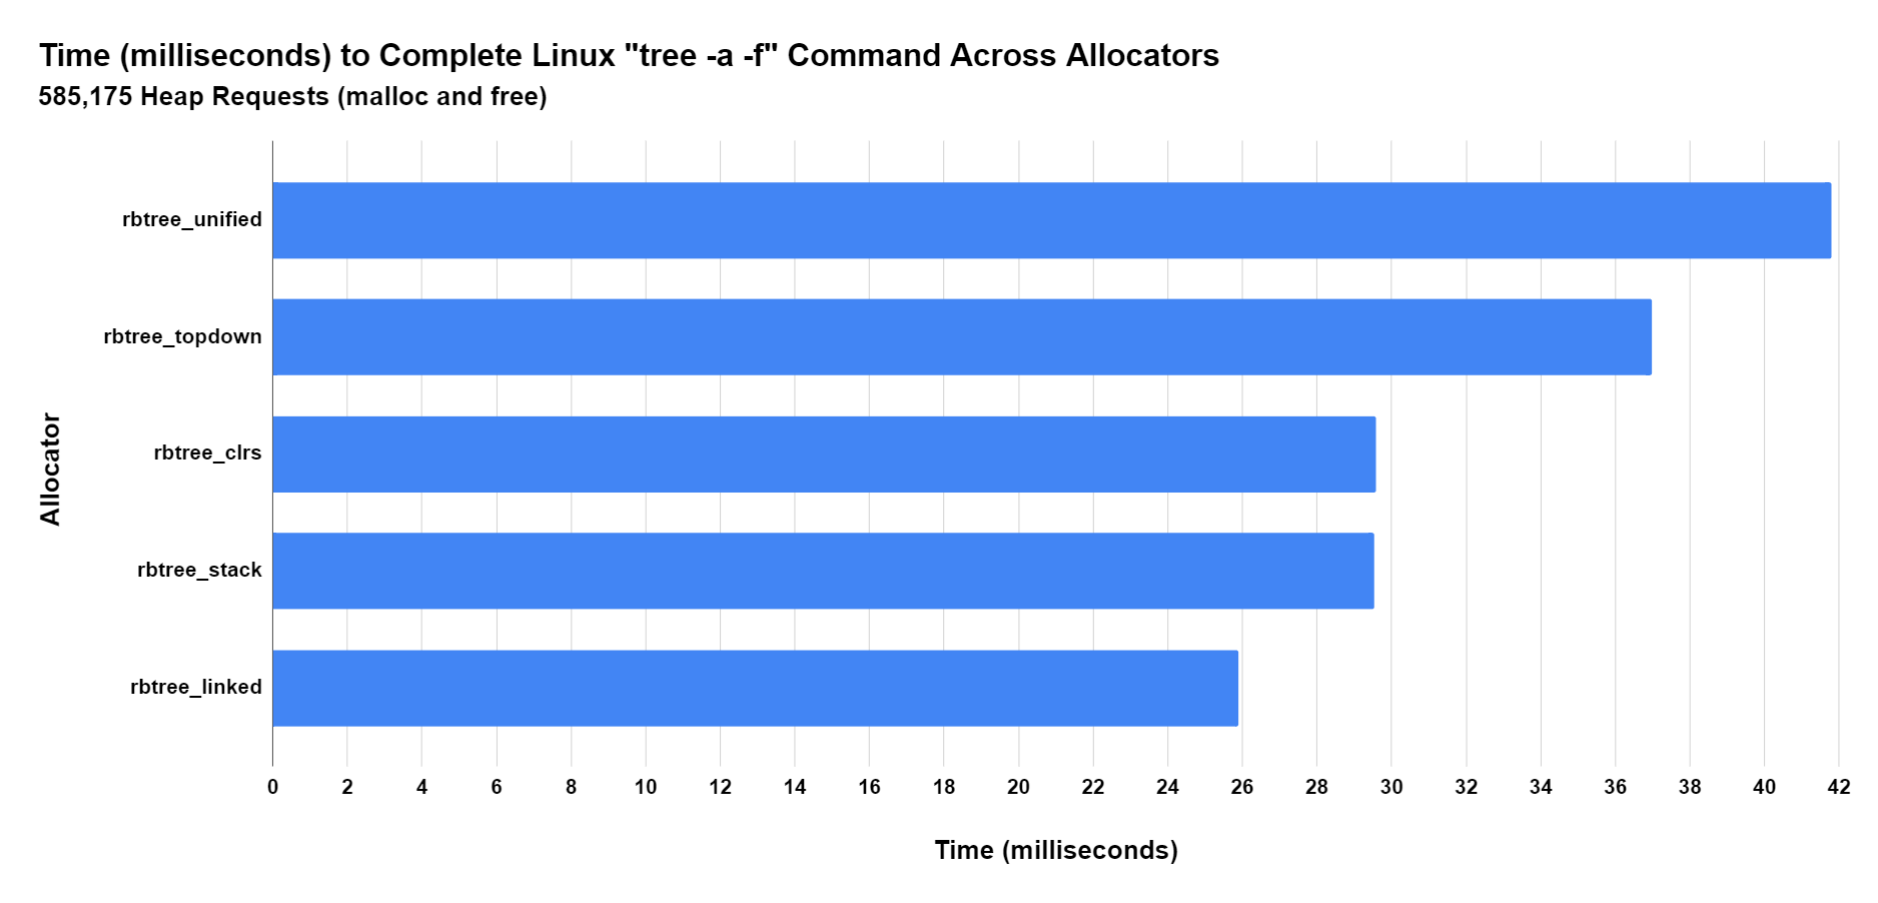 Time (milliseconds) to Complete Linux "tree -a -f" Command Across Allocators
585,175 Heap Requests (malloc and free)
Allocator
rbtree_unified
rbtree_topdown
rbtree_clrs
rbtree_stack
rbtree_linked
0 2 4 6 8 10 12 14 16 18 20 22 24 26 28 30 32 34 36 38 40 42
Time (milliseconds)